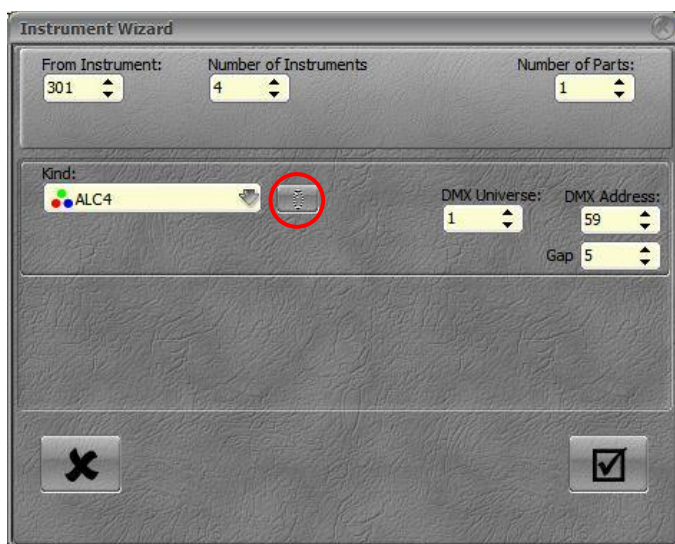 Instrument Wizard
From Instrument: Number of Instruments Number of Parts:
301 4 1
Kind:
ALC4
DMX Universe: DMX Address:
1 59
Gap 5